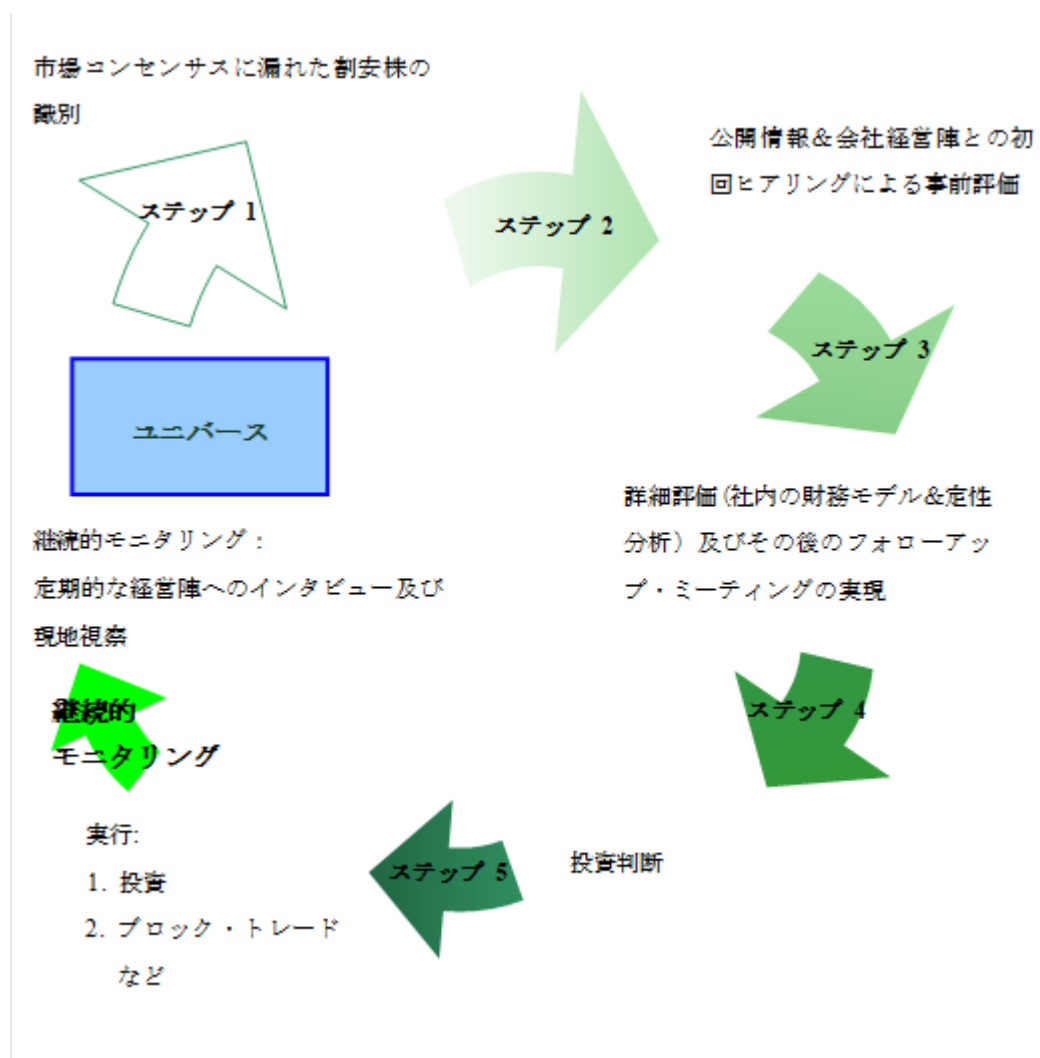 市場コンセンサスに漏れた割安株の
識別
ステップ 1
ステップ 2
公開情報＆会社経営陣との初
回ヒアリングによる事前評価
ステップ 3
ユニバース
詳細評価（社内の財務モデル＆定性
分析）及びその後のフォローアッ
プ・ミーティングの実現
継続的モニタリング：
定期的な経営陣へのインタビュー及び
現地視察
継続的
モニタリング
ステップ 4
実行:
1. 投資
2. ブロック・トレード
など
ステップ 5
投資判断